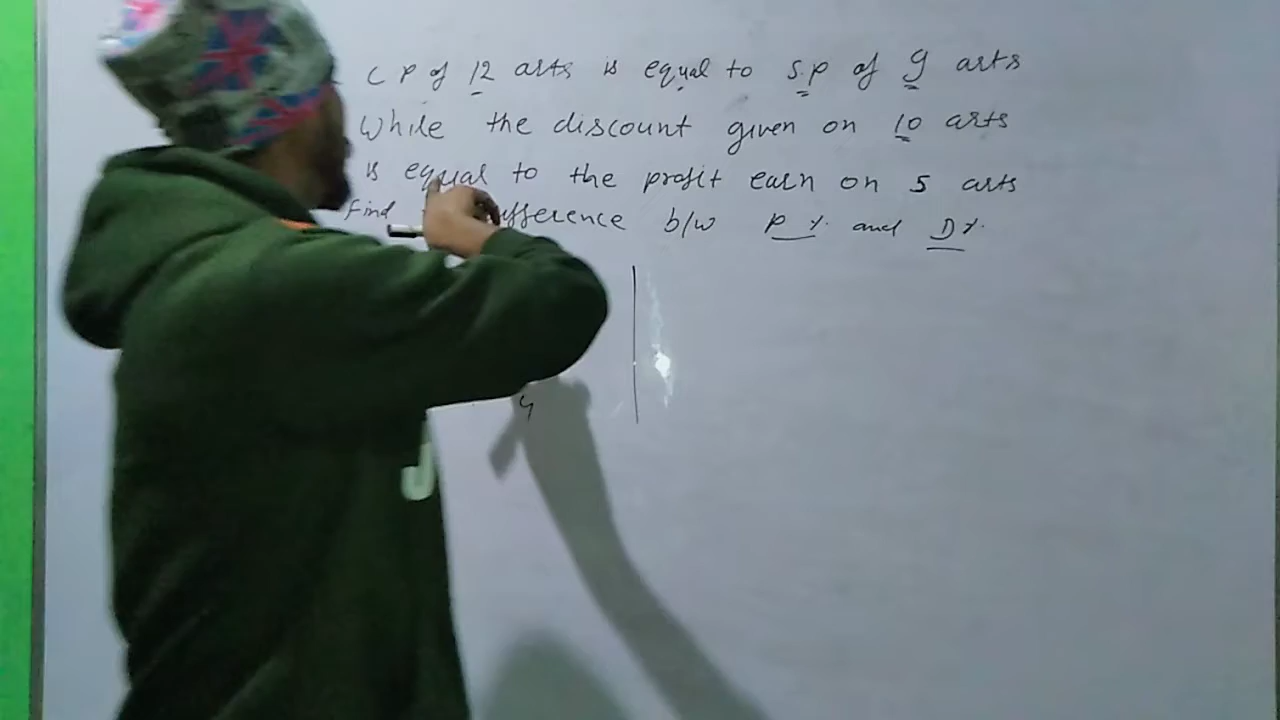 C P of 12 arts is equal to S.P of 9 arts
While the discount given on 10 arts
is equal to the profit earn on 5 arts
Find b/w P % and D%.
4
J